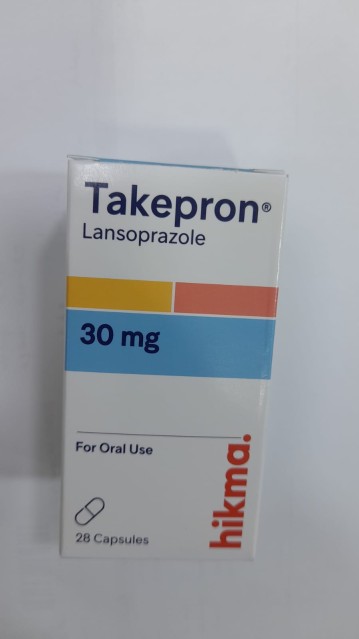 Takepron®
Lansoprazole
30 mg
For Oral Use
28 Capsules
hikma.